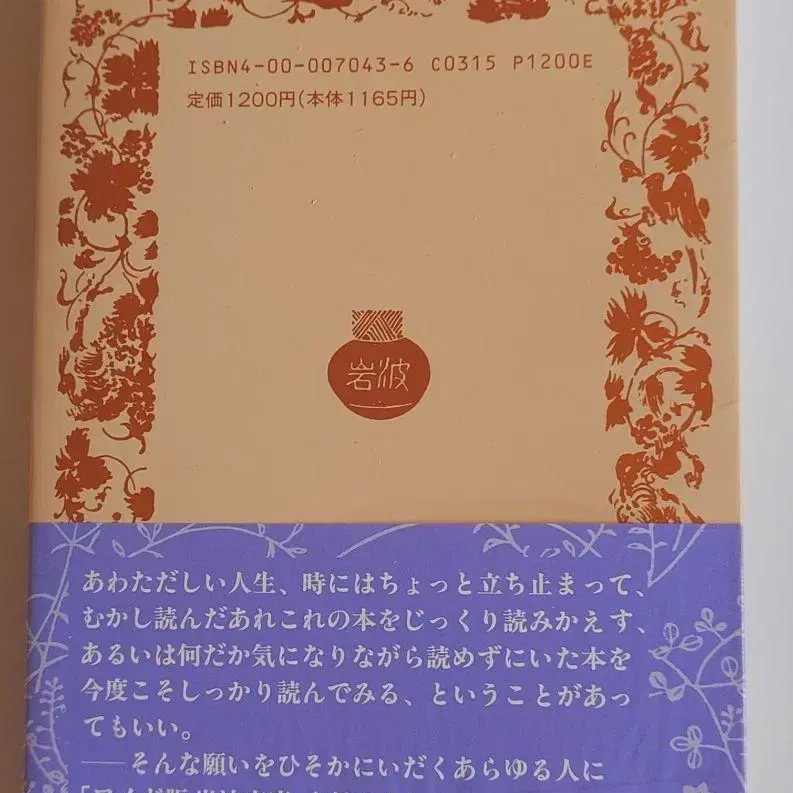 ISBN4-00-007043-6 C0315 P1200E
定価1200円(本体1165円)
岩波
あわただしい人生、時にはちょっと立ち止まって、
むかし読んだあれこれの本をじっくり読みかえす、
あるいは何だか気になりながら読めずにいた本を
今度こそしっかり読んでみる、ということがあっ
てもいい。
――そんな願いをひそかにいだくあらゆる人に